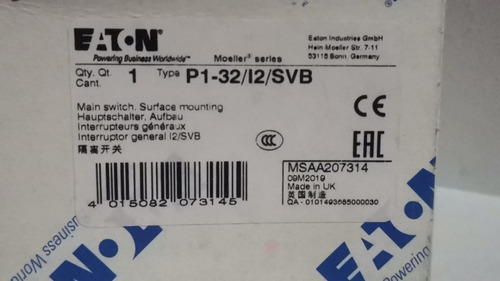 EATON
Powering Business Worldwide™
Moeller® series
Eaton Industries GmbH
Hein Moeller Str. 7-11
53115 Bonn, Germany
Qty. Qt.
Cant.
1
Type
P1-32/I2/SVB
Main switch. Surface mounting
Hauptschalter, Aufbau
Interrupteurs généraux
Interruptor general I2/SVB
隔离开关
CE
CCC
EAC
4 015082 073145
MSAA207314
09M2019
Made in UK
英国制造
QA - 0101493685000030
Business Worldwide
EATON
Powering